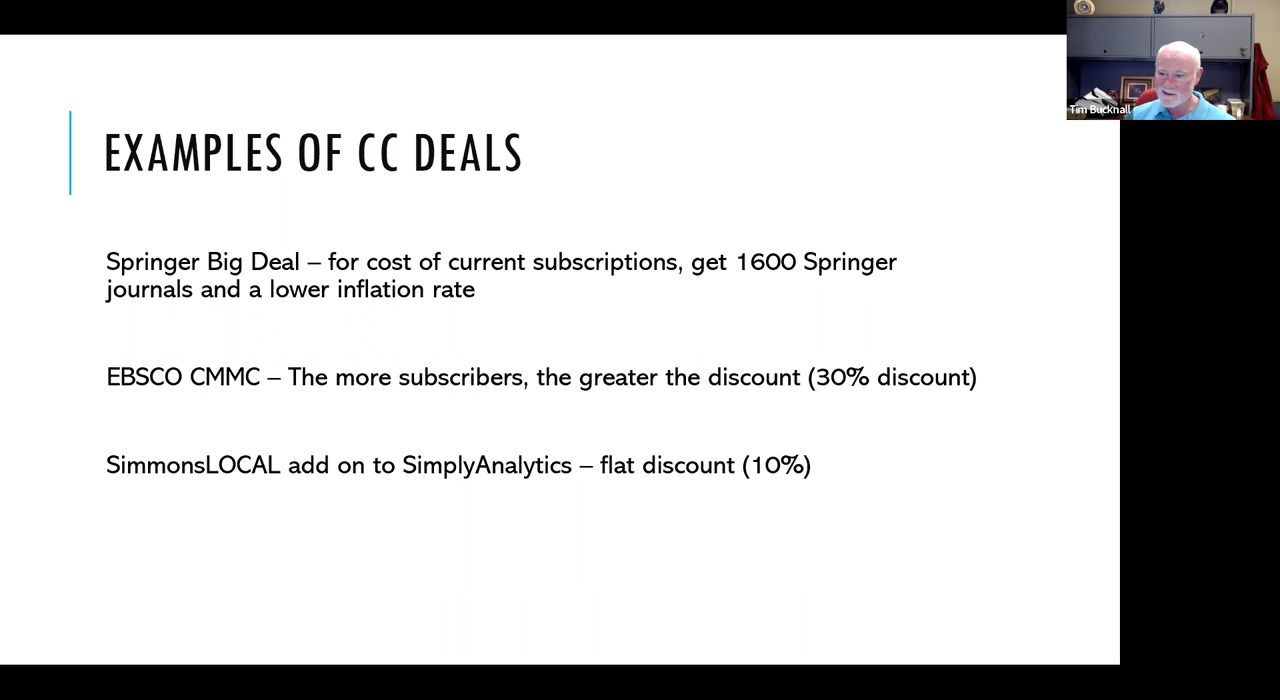 Tim Bucknall
EXAMPLES OF CC DEALS
Springer Big Deal – for cost of current subscriptions, get 1600 Springer
journals and a lower inflation rate
EBSCO CMMC – The more subscribers, the greater the discount (30% discount)
SimmonsLOCAL add on to SimplyAnalytics – flat discount (10%)